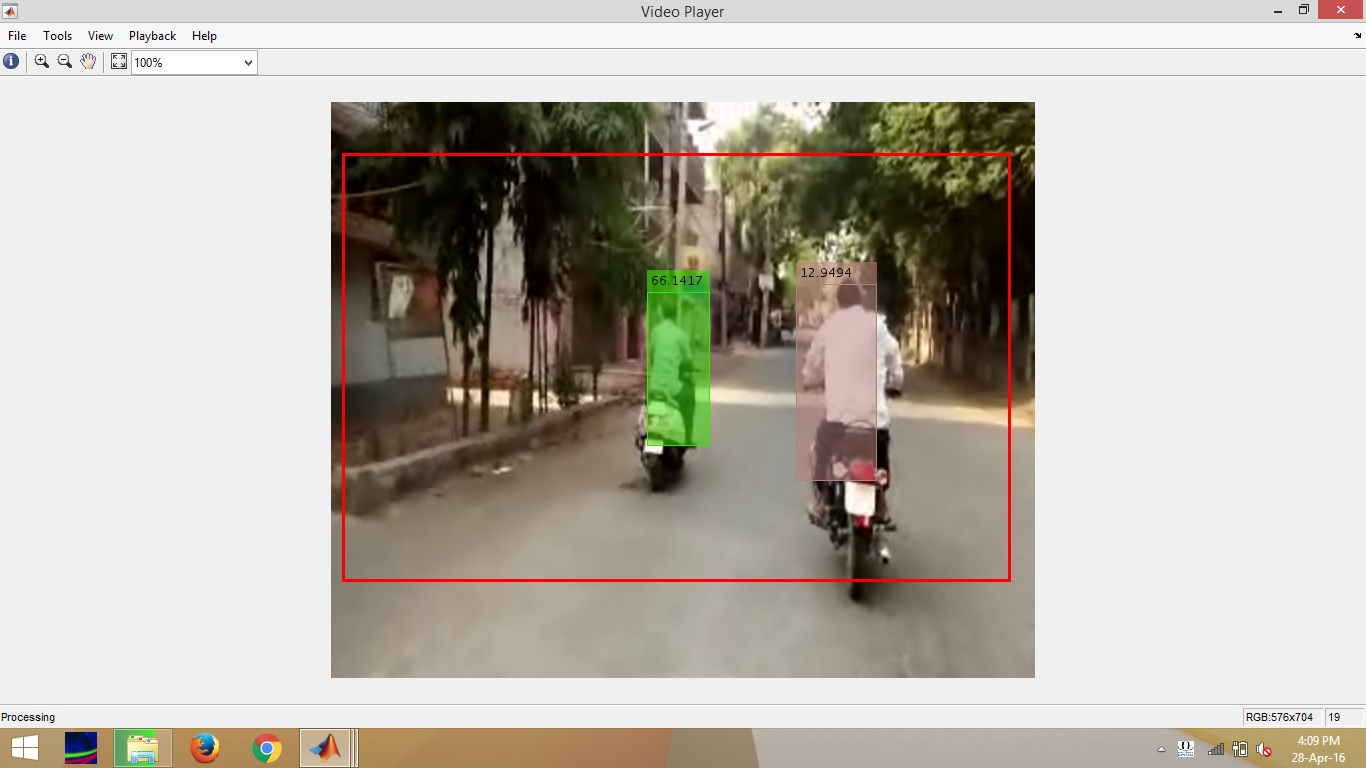 Video Player
File Tools View Playback Help
100%
66.1417
12.9494
Processing
RGB:576x704
19
4:09 PM
28-Apr-16